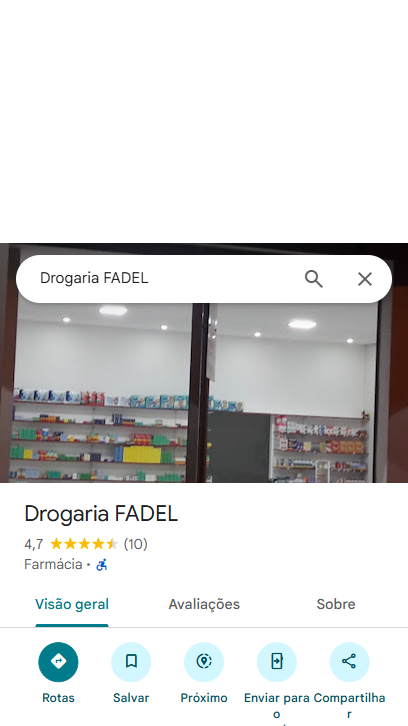 Drogaria FADEL
Drogaria FADEL
4,7 (10)
Farmácia ·
Visão geral Avaliações Sobre
Rotas Salvar Próximo Enviar para o Compartilhar